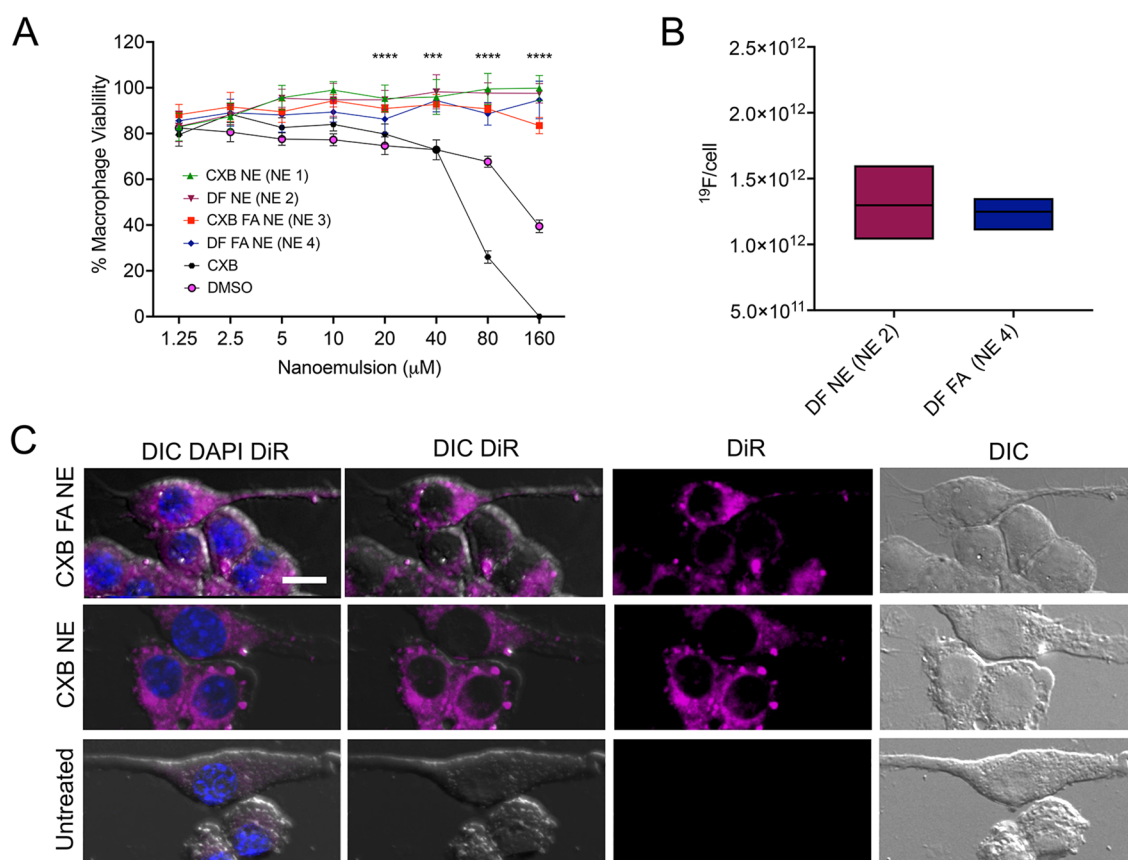 A
120
100
80
60
40
20
0
% Macrophage Viablility
**** *** **** ****
CXB NE (NE 1)
DF NE (NE 2)
CXB FA NE (NE 3)
DF FA NE (NE 4)
CXB
DMSO
1.25 2.5 5 10 20 40 80 160
Nanoemulsion (μM)
B
2.5×10¹²
2.0×10¹²
1.5×10¹²
1.0×10¹²
5.0×10¹¹
¹⁹F/cell
DF NE (NE 2)
DF FA (NE 4)
C
DIC DAPI DiR
DIC DiR
DiR
DIC
CXB FA NE
CXB NE
Untreated